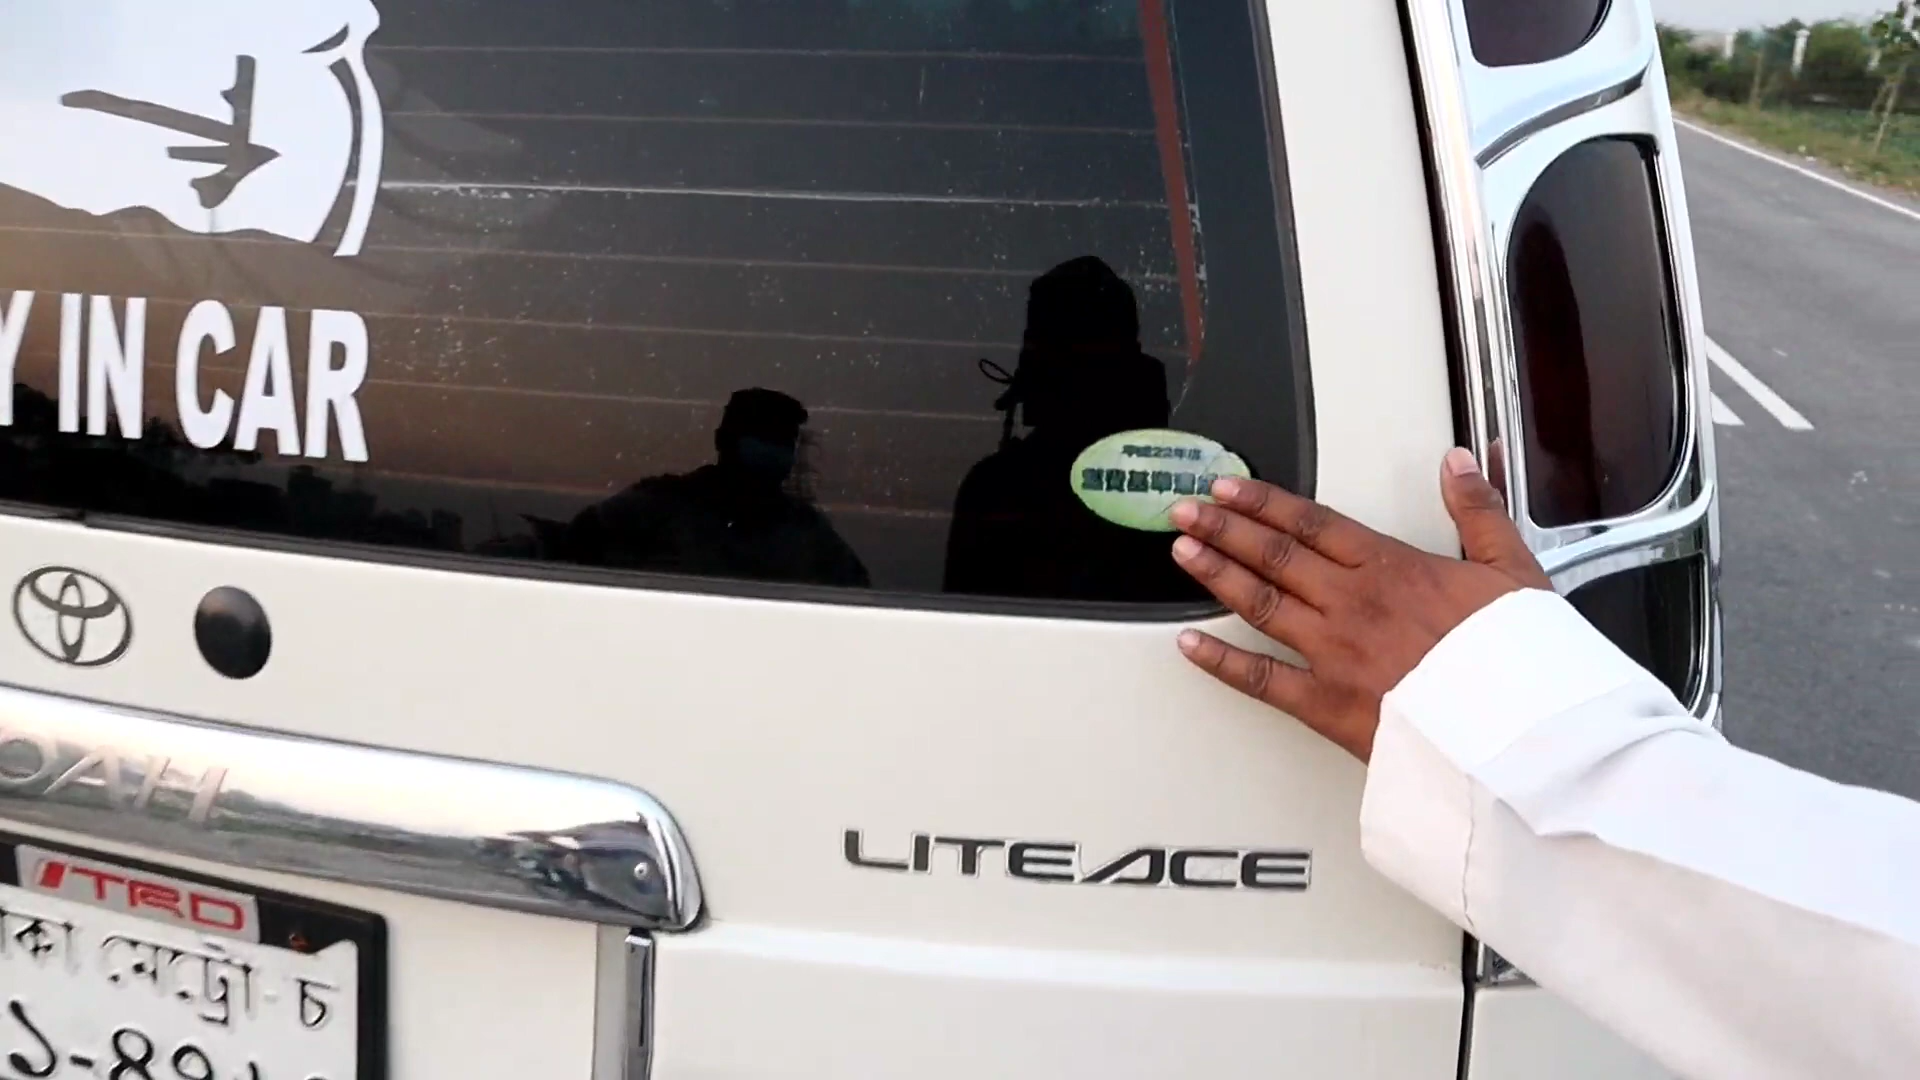 Y IN CAR
平成22年度
燃費基準達成
OAH
LITEACE
TRD
কা মেট্রো-চ